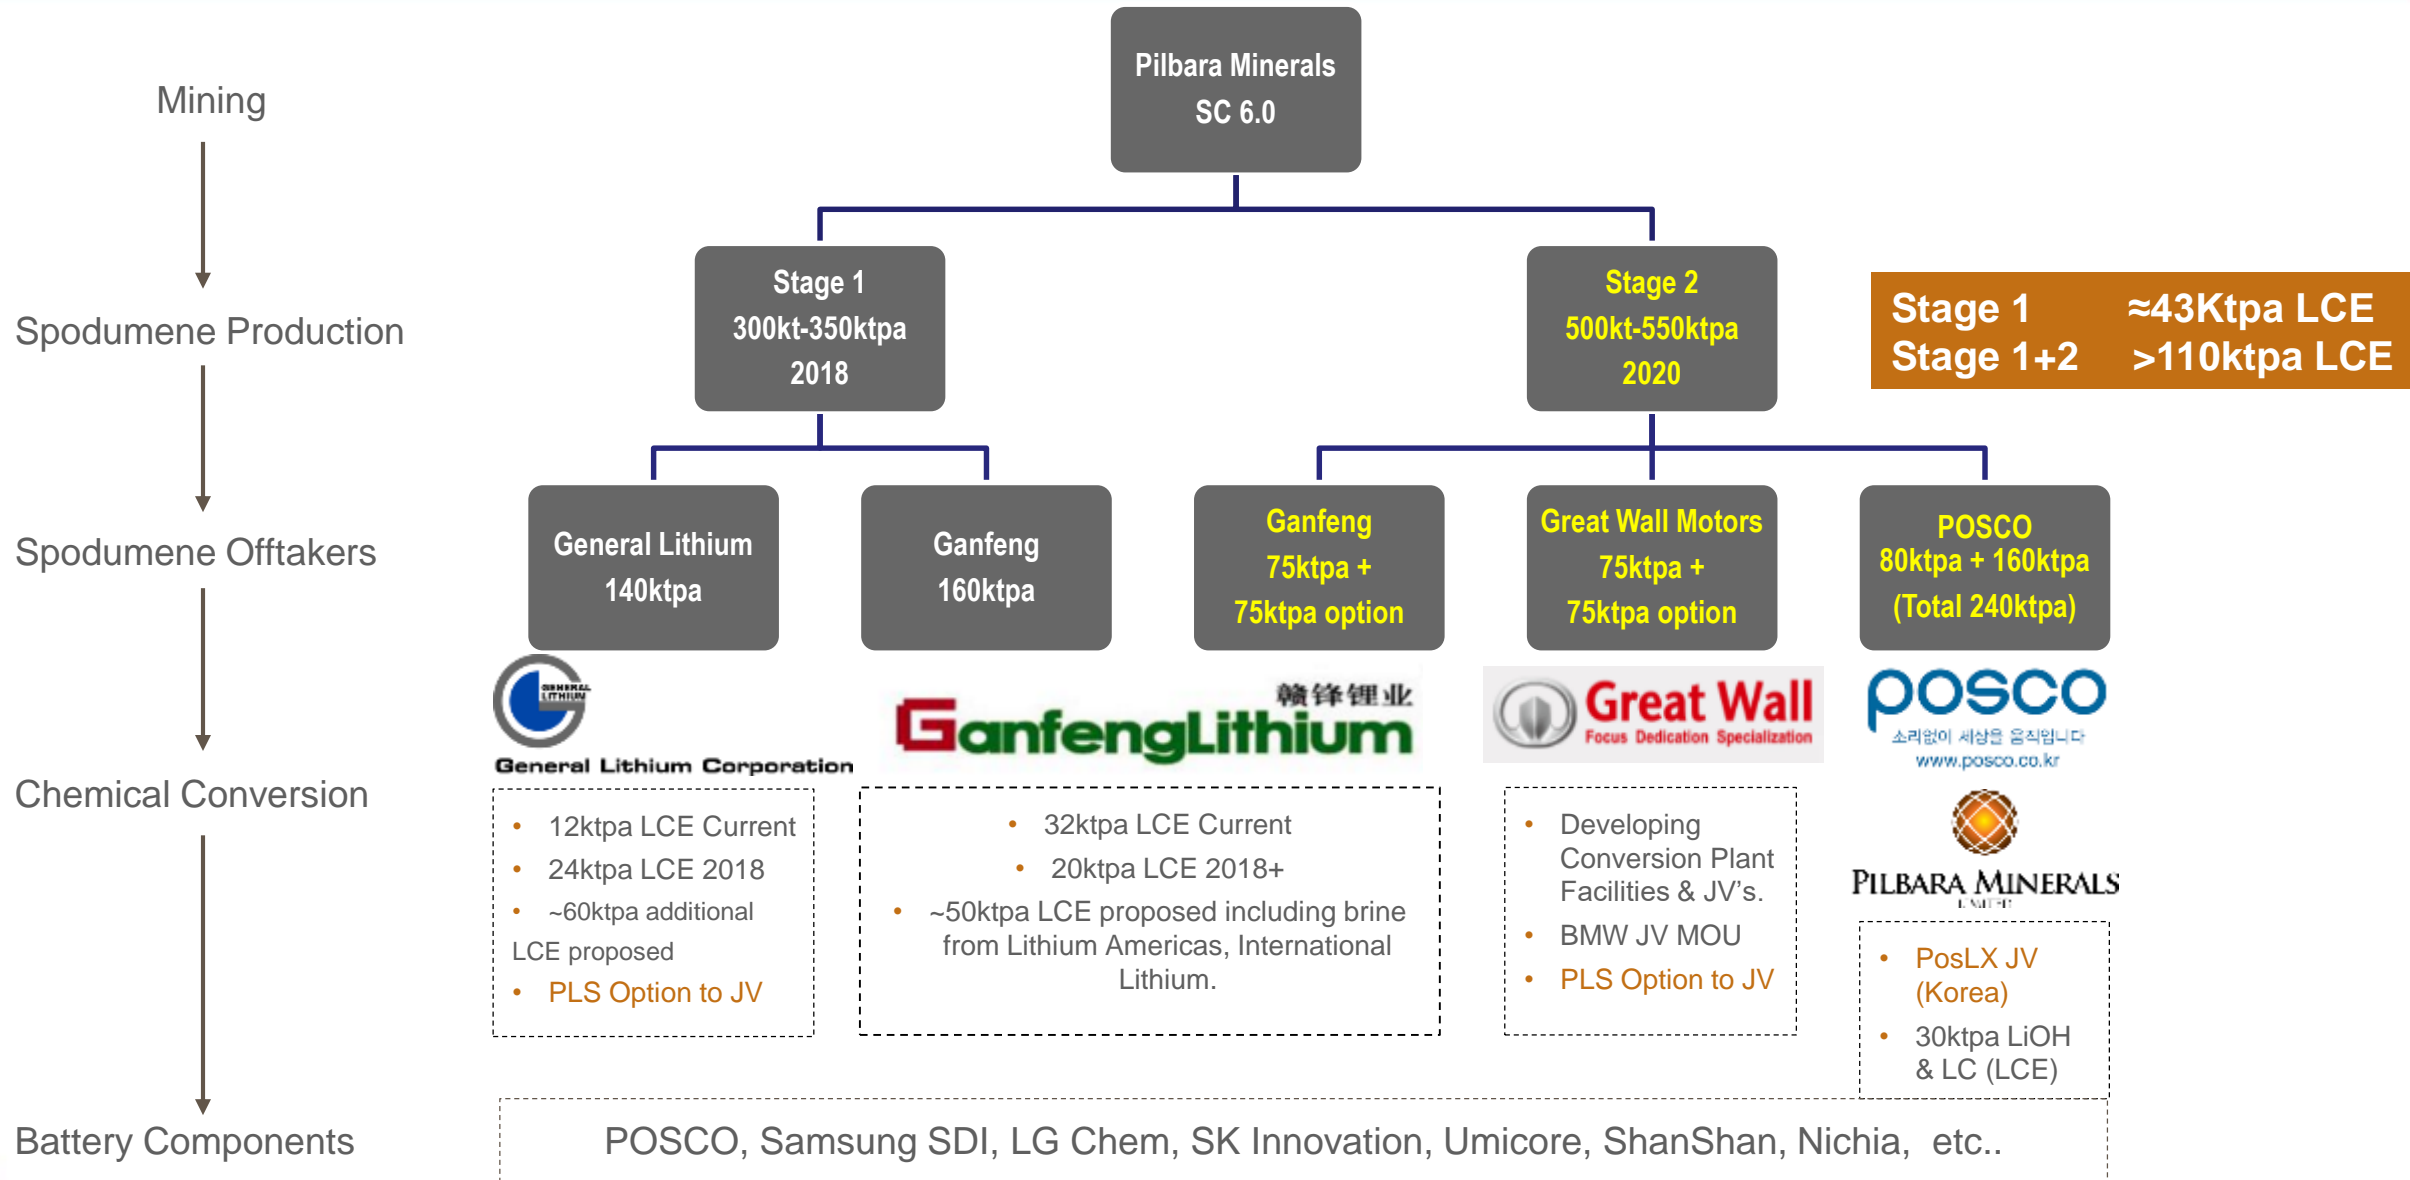 Pilbara Minerals
SC 6.0
Mining
Stage 1
300kt-350ktpa
2018
Stage 2
500kt-550ktpa
2020
Stage 1 ≈43Ktpa LCE
Stage 1+2 >110ktpa LCE
Spodumene Production
Spodumene Offtakers
General Lithium
140ktpa
Ganfeng
160ktpa
Ganfeng
75ktpa +
75ktpa option
Great Wall Motors
75ktpa +
75ktpa option
POSCO
80ktpa + 160ktpa
(Total 240ktpa)
GENERAL
LITHIUM
General Lithium Corporation
赣锋锂业
GanfengLithium
Great Wall
Focus Dedication Specialization
posco
소리없이 세상을 움직입니다
www.posco.co.kr
PILBARA MINERALS
Chemical Conversion
• 12ktpa LCE Current
• 24ktpa LCE 2018
• ~60ktpa additional
LCE proposed
• PLS Option to JV
• 32ktpa LCE Current
• 20ktpa LCE 2018+
• ~50ktpa LCE proposed including brine
from Lithium Americas, International
Lithium.
• Developing
Conversion Plant
Facilities & JV's.
• BMW JV MOU
• PLS Option to JV
• PosLX JV
(Korea)
• 30ktpa LiOH
& LC (LCE)
Battery Components
POSCO, Samsung SDI, LG Chem, SK Innovation, Umicore, ShanShan, Nichia, etc..